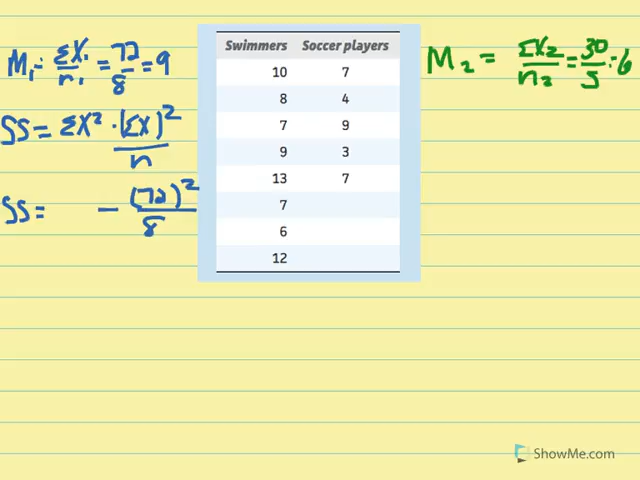 M₁ = ΣX₁/n₁ = 72/8 = 9
SS = ΣX² · (ΣX)²/n
SS = - (72)²/8
Swimmers Soccer players
10 7
8 4
7 9
9 3
13 7
7
6
12
M₂ = ΣX₂/n₂ = 30/5 = 6
ShowMe.com